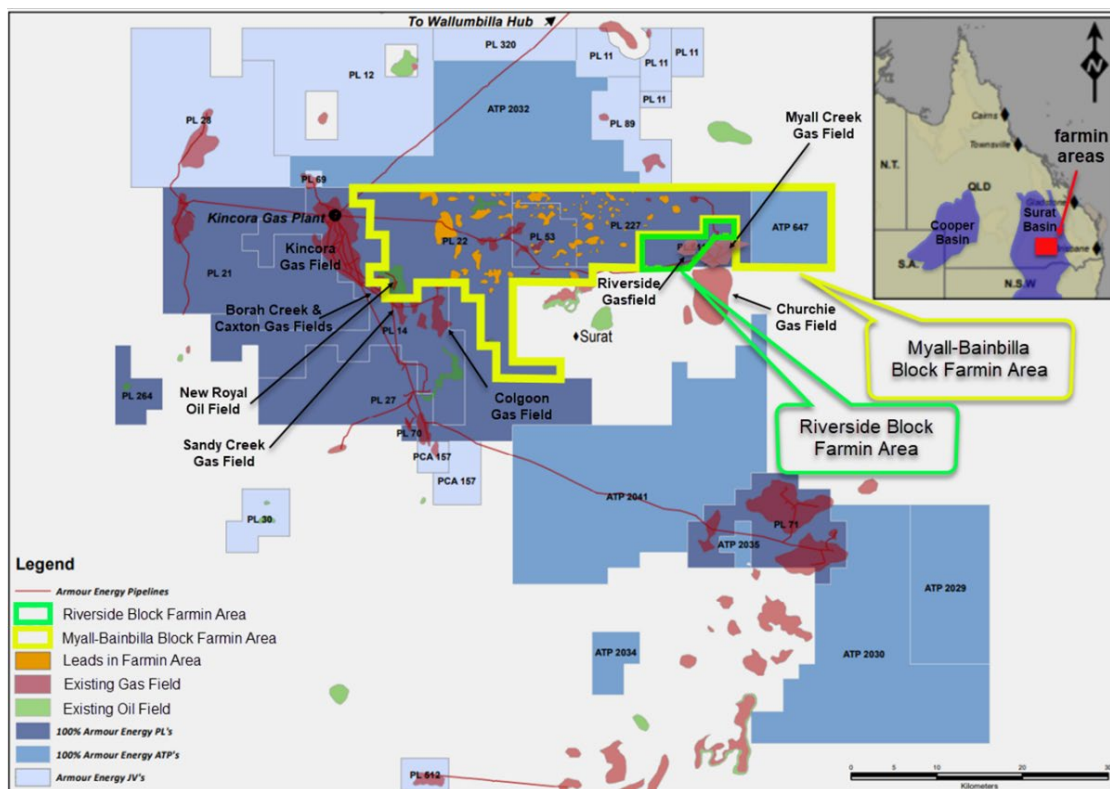 To Wallumbilla Hub
PL 320
PL 11
PL 11
PL 11
PL 11
PL 12
ATP 2032
PL 28
PL 89
Myall Creek
Gas Field
PL 69
Kincora Gas Plant
Kincora
Gas Field
PL 22
PL 53
PL 227
ATP 647
PL 21
Riverside
Gasfield
Borah Creek &
Caxton Gas Fields
PL 14
Surat
Churchie
Gas Field
PL 264
New Royal
Oil Field
PL 27
Colgoon
Gas Field
Sandy Creek
Gas Field
PL 70
PCA 157
PCA 157
PL 30
ATP 2041
PL 71
ATP 2035
ATP 2029
ATP 2034
ATP 2030
PL 512
Myall-Bainbilla
Block Farmin Area
Riverside Block
Farmin Area
N
Cairns
Townsville
farmin
areas
N.T.
QLD
Cooper
Basin
Surat
Basin
S.A.
N.S.W
Legend
Armour Energy Pipelines
Riverside Block Farmin Area
Myall-Bainbilla Block Farmin Area
Leads in Farmin Area
Existing Gas Field
Existing Oil Field
100% Armour Energy PL's
100% Armour Energy ATP's
Armour Energy JV's
0 10 20 30
Kilometers